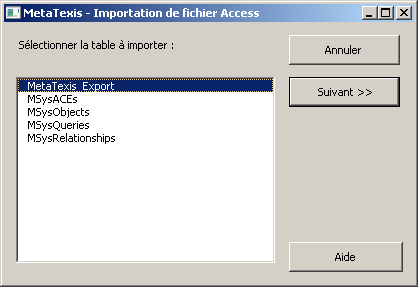 MetaTexis - Importation de fichier Access
Sélectionner la table à importer :
Annuler
MetaTexis_Export
MSysACEs
MSysObjects
MSysQueries
MSysRelationships
Suivant >>
Aide